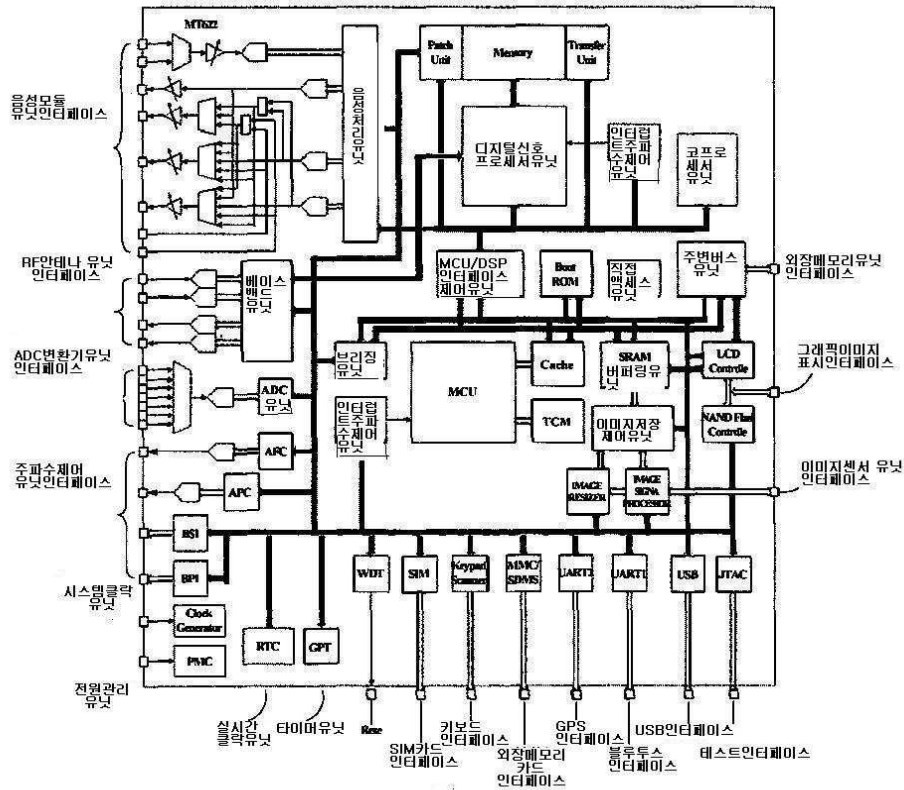 MT622
음성모듈
유닛인터페이스
음성처리유닛
Patch
Unit
Memory
Transfer
Unit
디지털신호
프로세서유닛
인터럽
트주파
수제어
유닛
코프로
세서
유닛
RF안테나 유닛
인터페이스
베이스
밴드유닛
MCU/DSP
인터페이스
제어유닛
Boot
ROM
직접
액세스
유닛
주변버스
유닛
외장메모리유닛
인터페이스
ADC변환기유닛
인터페이스
ADC
유닛
브리징
유닛
MCU
Cache
SRAM
버퍼링유
닛
LCD
Controlle
그래픽이미지
표시인터페이스
인터럽
트주파
수제어
유닛
TCM
이미지저장
제어유닛
NAND Flas
Controlle
주파수제어
유닛인터페이스
AFC
APC
IMAGE
RESIZER
IMAGE
SIGNA
PROCESSOR
이미지센서 유닛
인터페이스
BSI
BPI
시스템클락
유닛
Clock
Generator
PMC
전원관리
유닛
RTC
GPT
WDT
SIM
Keypad
Scanner
MMC/
SD/MS
UART2
UART1
USB
JTAC
실시간
클락유닛
타이머유닛
Rese
SIM카드
인터페이스
키보드
인터페이스
외장메모리
카드
인터페이스
GPS
인터페이스
블루투스
인터페이스
USB인터페이스
테스트인터페이스